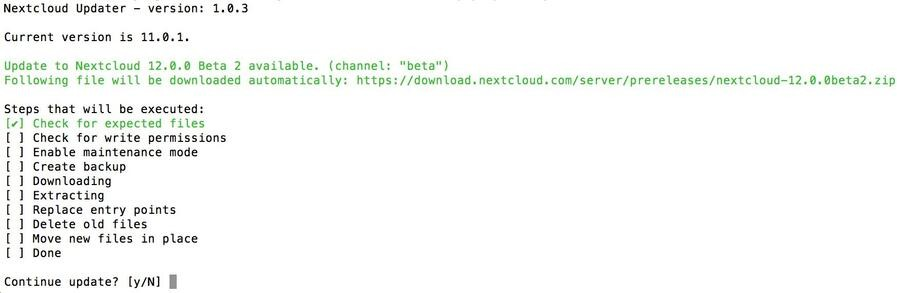 Nextcloud Updater - version: 1.0.3
Current version is 11.0.1.
Update to Nextcloud 12.0.0 Beta 2 available. (channel: "beta")
Following file will be downloaded automatically: https://download.nextcloud.com/server/prereleases/nextcloud-12.0.0beta2.zip
Steps that will be executed:
[✔] Check for expected files
[ ] Check for write permissions
[ ] Enable maintenance mode
[ ] Create backup
[ ] Downloading
[ ] Extracting
[ ] Replace entry points
[ ] Delete old files
[ ] Move new files in place
[ ] Done
Continue update? [y/N]